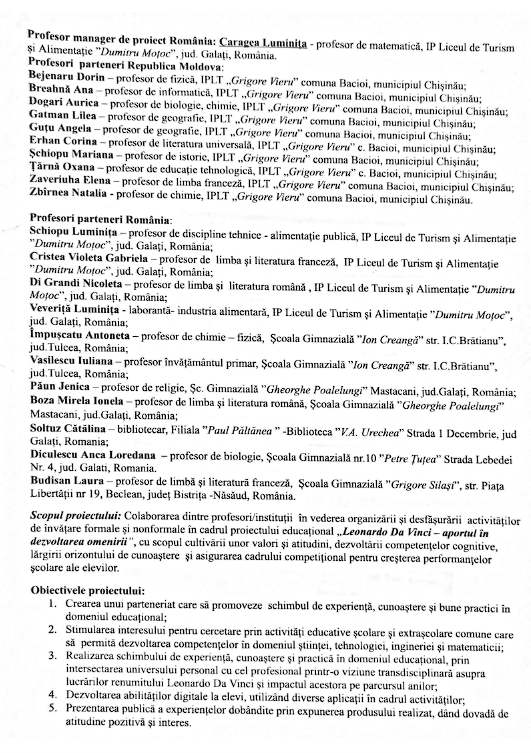 Profesor manager de proiect România: Caragea Luminița - profesor de matematică, IP Liceul de Turism
și Alimentație "Dumitru Moțoc", jud. Galați, România.
Profesori parteneri Republica Moldova:
Bejenaru Dorin – profesor de fizică, IPLT „Grigore Vieru" comuna Bacioi, municipiul Chișinău;
Breahnă Ana – profesor de informatică, IPLT „Grigore Vieru" comuna Bacioi, municipiul Chișinău;
Dogari Aurica – profesor de biologie, chimie, IPLT „Grigore Vieru" comuna Bacioi, municipiul Chișinău;
Gatman Lilea – profesor de geografie, IPLT „Grigore Vieru" comuna Bacioi, municipiul Chișinău;
Guțu Angela – profesor de geografie, IPLT „Grigore Vieru" comuna Bacioi, municipiul Chișinău;
Erhan Corina – profesor de literatura universală, IPLT „Grigore Vieru" c. Bacioi, municipiul Chișinău;
Șchiopu Mariana – profesor de istorie, IPLT „Grigore Vieru" comuna Bacioi, municipiul Chișinău;
Țârnă Oxana – profesor de educație tehnologică, IPLT „Grigore Vieru" c. Bacioi, municipiul Chișinău;
Zaveriuha Elena – profesor de limba franceză, IPLT „Grigore Vieru" comuna Bacioi, municipiul Chișinău;
Zbîrnea Natalia - profesor de chimie, IPLT „Grigore Vieru" comuna Bacioi, municipiul Chișinău.
Profesori parteneri România:
Schiopu Luminița – profesor de discipline tehnice - alimentație publică, IP Liceul de Turism și Alimentație
"Dumitru Moțoc", jud. Galați, România;
Cristea Violeta Gabriela – profesor de limba și literatura franceză, IP Liceul de Turism și Alimentație
"Dumitru Moțoc", jud. Galați, România;
Di Grandi Nicoleta – profesor de limba și literatura română , IP Liceul de Turism și Alimentație "Dumitru
Moțoc", jud. Galați, România;
Veveriță Luminița - laborantă- industria alimentară, IP Liceul de Turism și Alimentație "Dumitru Moțoc",
jud. Galați, România;
Împușcatu Antoneta – profesor de chimie – fizică, Școala Gimnazială "Ion Creangă" str. I.C.Brătianu",
jud.Tulcea, România;
Vasilescu Iuliana – profesor învățământul primar, Școala Gimnazială "Ion Creangă" str. I.C.Brătianu",
jud.Tulcea, România;
Păun Jenica – profesor de religie, Șc. Gimnazială "Gheorghe Poalelungi" Mastacani, jud.Galați, România;
Boza Mirela Ionela – profesor de limba și literatura română, Școala Gimnazială "Gheorghe Poalelungi"
Mastacani, jud.Galați, România;
Soltuz Cătălina – bibliotecar, Filiala "Paul Păltănea " -Biblioteca "V.A. Urechea" Strada 1 Decembrie, jud
Galați, Romania;
Diculescu Anca Loredana – profesor de biologie, Școala Gimnazială nr.10 "Petre Țuțea" Strada Lebedei
Nr. 4, jud. Galati, Romania.
Budisan Laura – profesor de limbă și literatură franceză, Școala Gimnazială "Grigore Silași", str. Piața
Libertății nr 19, Beclean, județ Bistrița -Năsăud, România.
Scopul proiectului: Colaborarea dintre profesori/instituții în vederea organizării și desfășurării activităților
de învățare formale și nonformale în cadrul proiectului educațional „Leonardo Da Vinci – aportul în
dezvoltarea omenirii", cu scopul cultivării unor valori și atitudini, dezvoltării competențelor cognitive,
lărgirii orizontului de cunoaștere și asigurarea cadrului competițional pentru creșterea performanțelor
școlare ale elevilor.
Obiectivele proiectului:
1. Crearea unui parteneriat care să promoveze schimbul de experiență, cunoaștere și bune practici în
domeniul educațional;
2. Stimularea interesului pentru cercetare prin activități educative școlare și extrașcolare comune care
să permită dezvoltarea competențelor în domeniul științei, tehnologiei, ingineriei și matematicii;
3. Realizarea schimbului de experiență, cunoaștere și practică în domeniul educațional, prin
intersectarea universului personal cu cel profesional printr-o viziune transdisciplinară asupra
lucrărilor renumitului Leonardo Da Vinci și impactul acestora pe parcursul anilor;
4. Dezvoltarea abilităților digitale la elevi, utilizând diverse aplicații în cadrul activităților;
5. Prezentarea publică a experiențelor dobândite prin expunerea produsului realizat, dând dovadă de
atitudine pozitivă și interes.